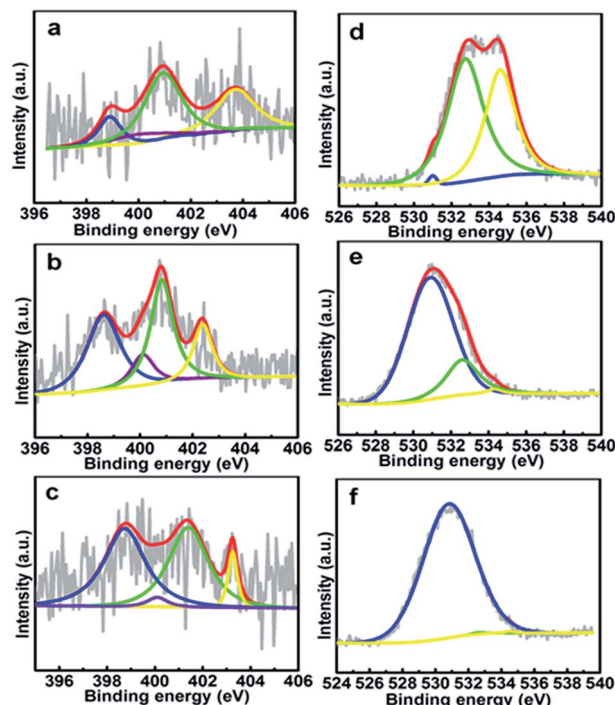 a
Intensity (a.u.)
396 398 400 402 404 406
Binding energy (eV)
d
Intensity (a.u.)
526 528 530 532 534 536 538 540
Binding energy (eV)
b
Intensity (a.u.)
396 398 400 402 404 406
Binding energy (eV)
e
Intensity (a.u.)
526 528 530 532 534 536 538 540
Binding energy (eV)
c
Intensity (a.u.)
396 398 400 402 404 406
Binding energy (eV)
f
Intensity (a.u.)
524 526 528 530 532 534 536 538 540
Binding energy (eV)